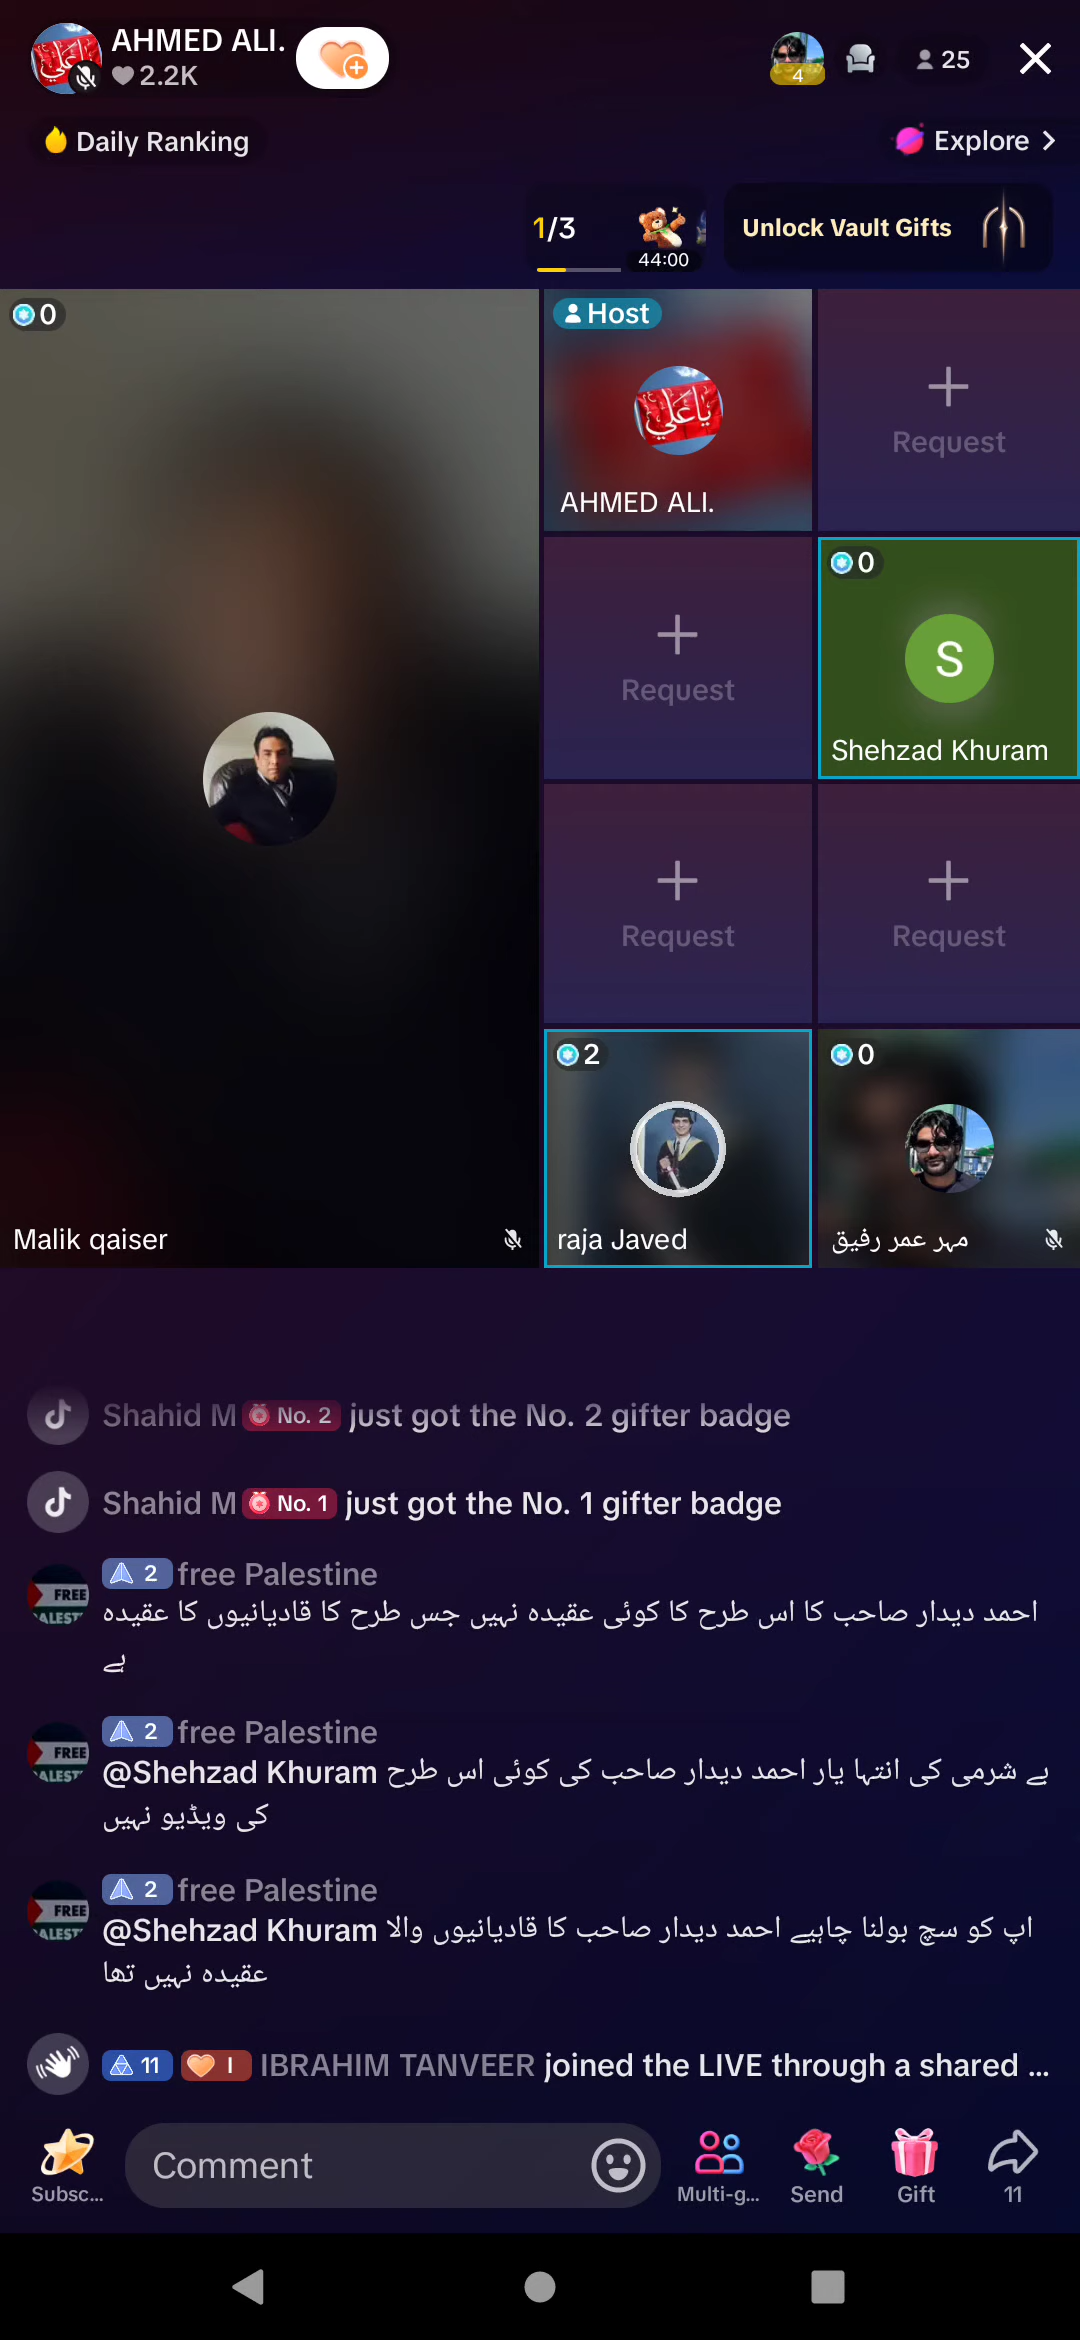 AHMED ALI.
2.2K
4
25
Daily Ranking
Explore
1/3
44:00
Unlock Vault Gifts
0
Host
ياعلي
AHMED ALI.
Request
Request
0
S
Shehzad Khuram
Request
Request
Malik qaiser
2
raja Javed
0
مہر عمر رفیق
Shahid M No. 2 just got the No. 2 gifter badge
Shahid M No. 1 just got the No. 1 gifter badge
FREE
2 free Palestine
احمد دیدار صاحب کا اس طرح کا کوئی عقیدہ نہیں جس طرح کا قادیانیوں کا عقیدہ
ہے
FREE
2 free Palestine
@Shehzad Khuram بے شرمی کی انتہا یار احمد دیدار صاحب کی کوئی اس طرح
کی ویڈیو نہیں
FREE
2 free Palestine
@Shehzad Khuram اپ کو سچ بولنا چاہیے احمد دیدار صاحب کا قادیانیوں والا
عقیدہ نہیں تھا
11 I IBRAHIM TANVEER joined the LIVE through a shared ...
Comment
Subsc...
Multi-g...
Send
Gift
11